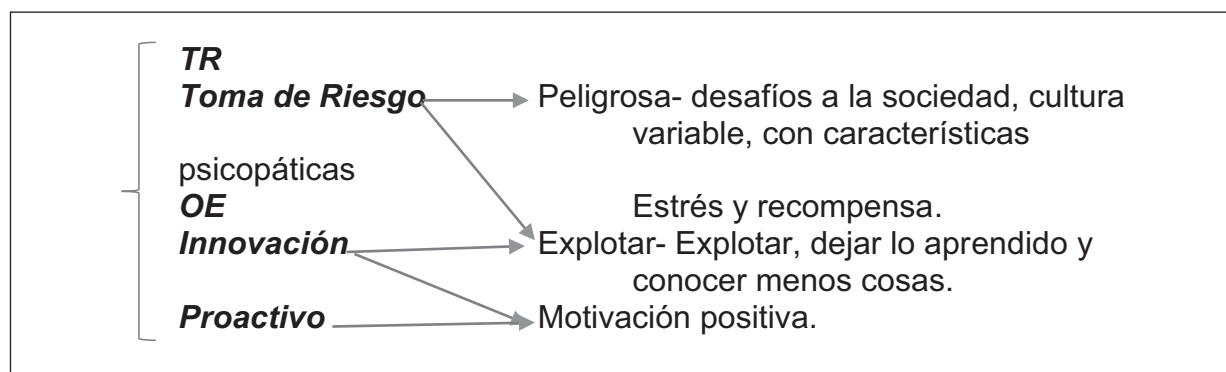 TR
Toma de Riesgo Peligrosa- desafíos a la sociedad, cultura
variable, con características
psicopáticas
OE Estrés y recompensa.
Innovación Explotar- Explotar, dejar lo aprendido y
conocer menos cosas.
Proactivo Motivación positiva.